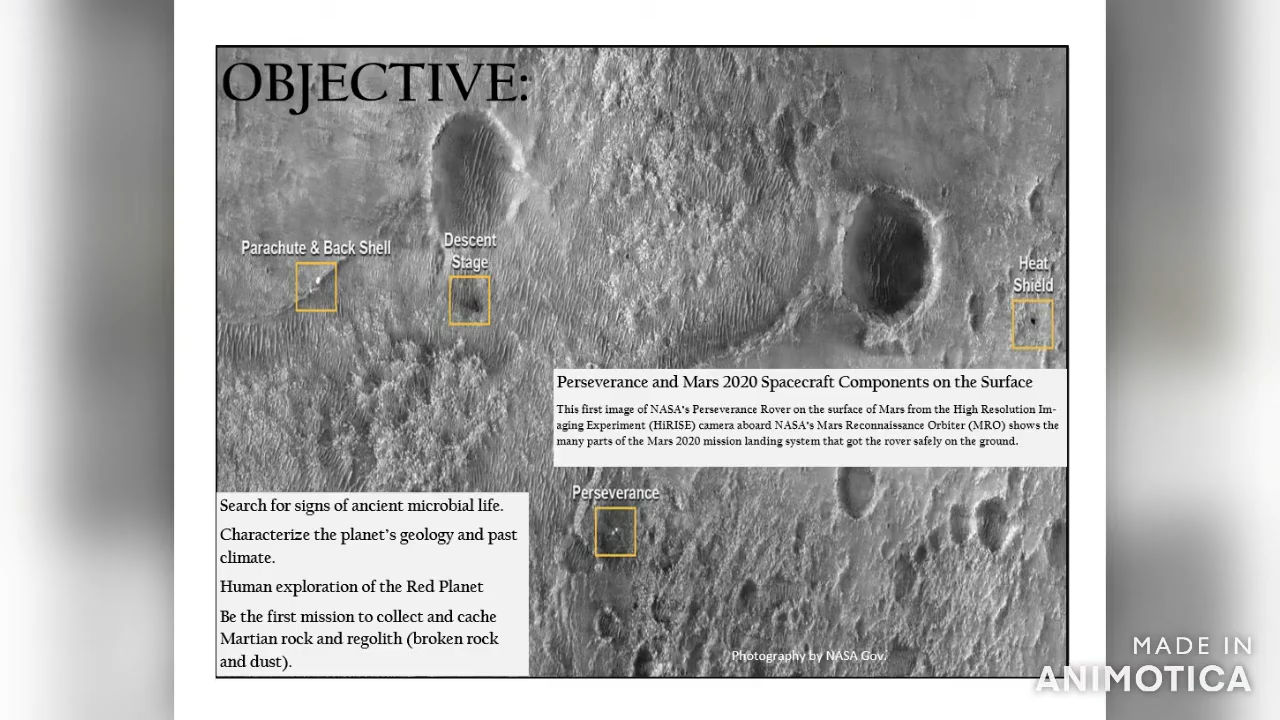 OBJECTIVE:
Parachute & Back Shell
Descent
Stage
Heat
Shield
Perseverance and Mars 2020 Spacecraft Components on the Surface
This first image of NASA's Perseverance Rover on the surface of Mars from the High Resolution Im-
aging Experiment (HiRISE) camera aboard NASA's Mars Reconnaissance Orbiter (MRO) shows the
many parts of the Mars 2020 mission landing system that got the rover safely on the ground.
Perseverance
Search for signs of ancient microbial life.
Characterize the planet's geology and past
climate.
Human exploration of the Red Planet
Be the first mission to collect and cache
Martian rock and regolith (broken rock
and dust).
Photography by NASA Gov.
MADE IN
ANIMOTICA